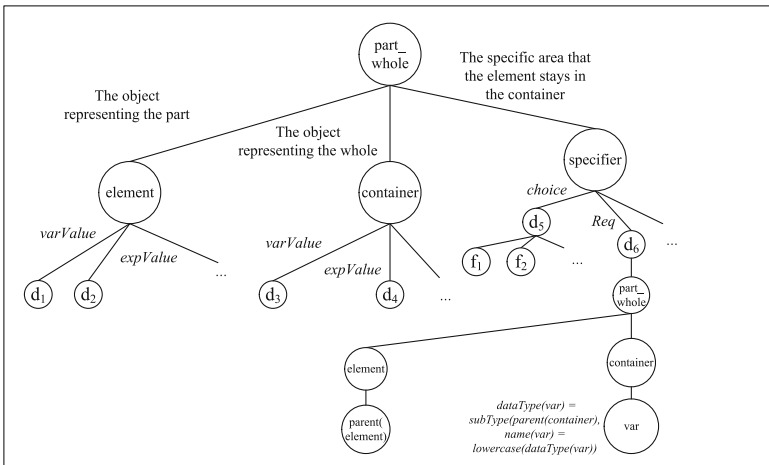 part_
whole
The specific area that
the element stays in
the container
The object
representing the part
The object
representing the whole
element
container
specifier
varValue
expValue
...
d1
d2
varValue
expValue
...
d3
d4
choice
Req
...
d5
d6
f1
f2
...
part_
whole
element
container
parent(
element)
dataType(var) =
subType(parent(container),
name(var) =
lowercase(dataType(var))
var